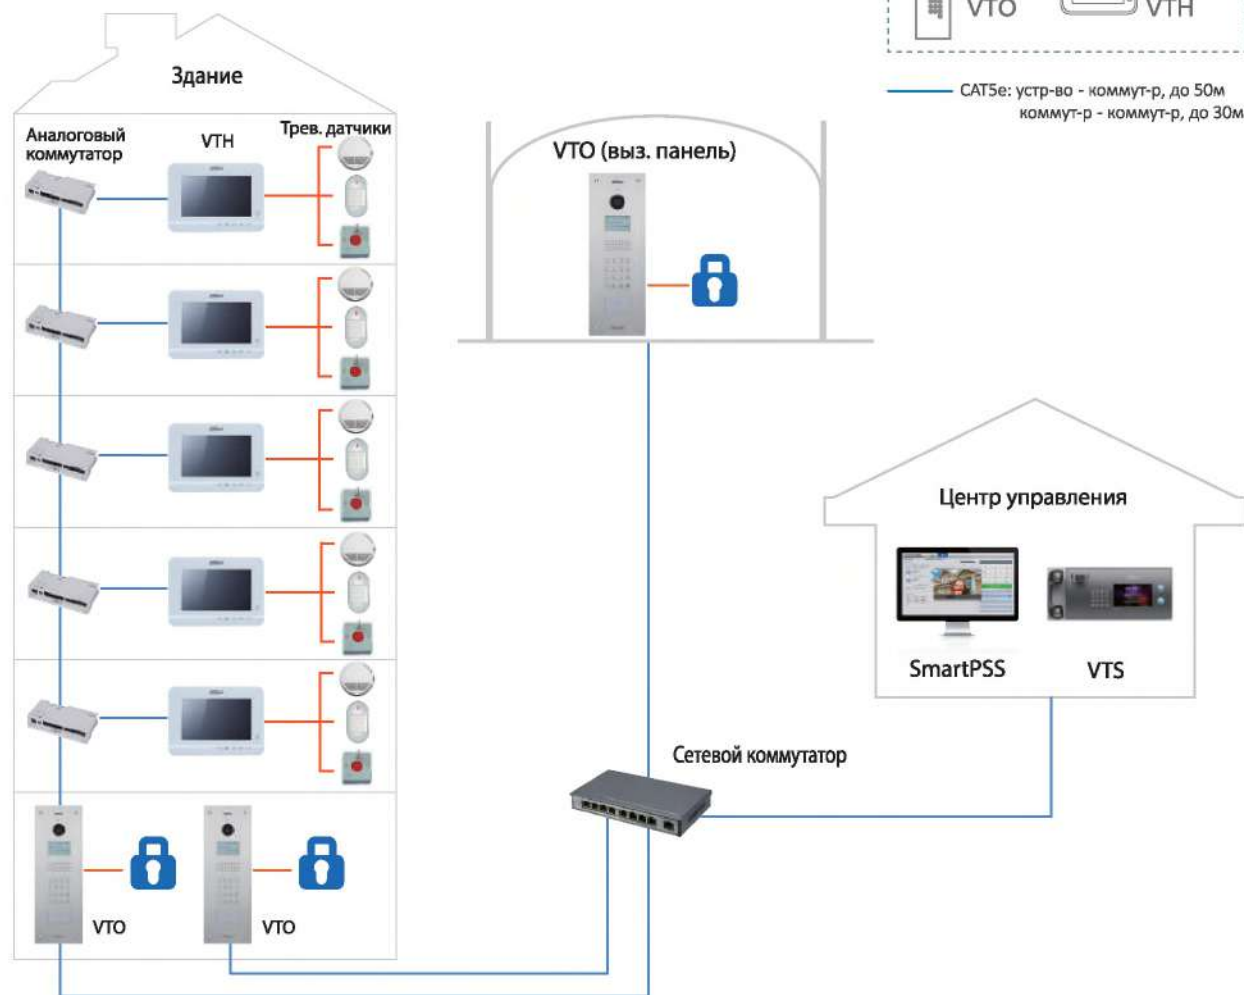 VTO
VTH
CAT5e: устр-во - коммут-р, до 50м
коммут-р - коммут-р, до 30м
Здание
Аналоговый
коммутатор
VTH
Трев. датчики
VTO (выз. панель)
Центр управления
SmartPSS
VTS
Сетевой коммутатор
VTO
VTO